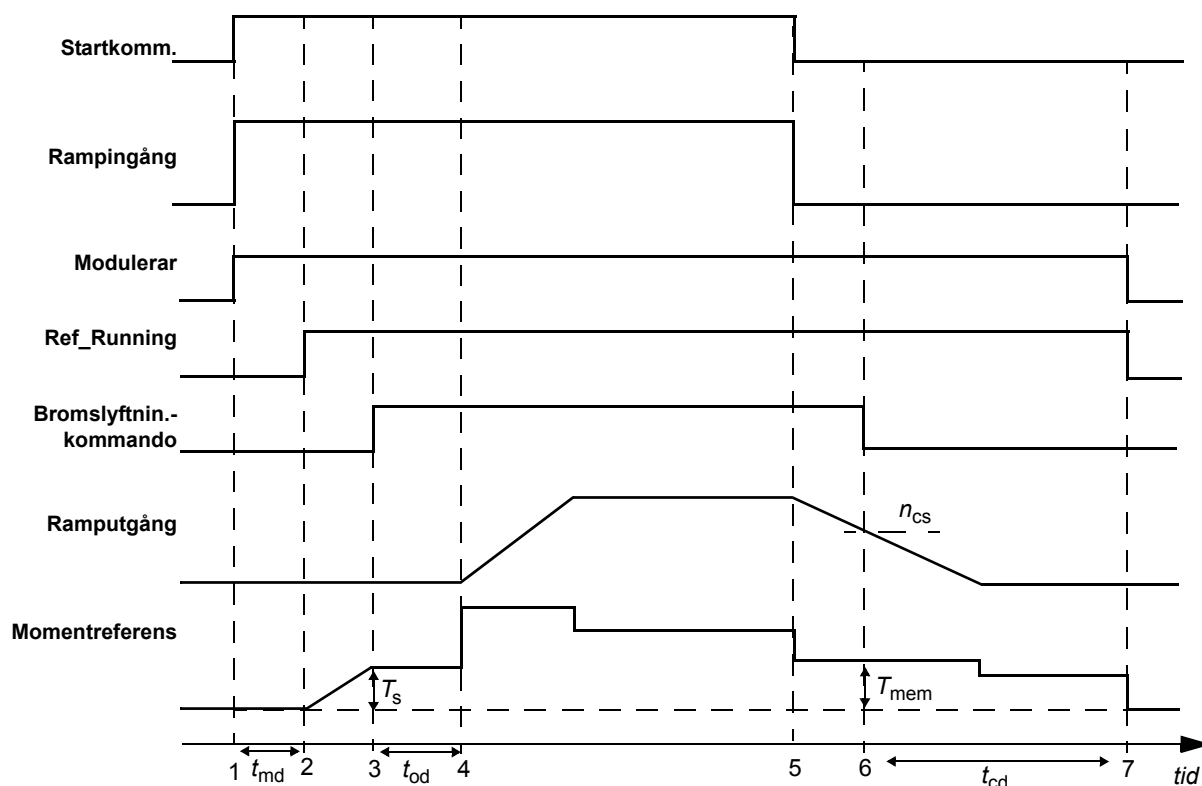 Startkomm.
Rampingång
Modulerar
Ref_Running
Bromslyftnin.-
kommando
Ramputgång
ncs
Momentreferens
Ts
Tmem
1 tmd 2 3 tod 4 5 6 tcd 7 tid